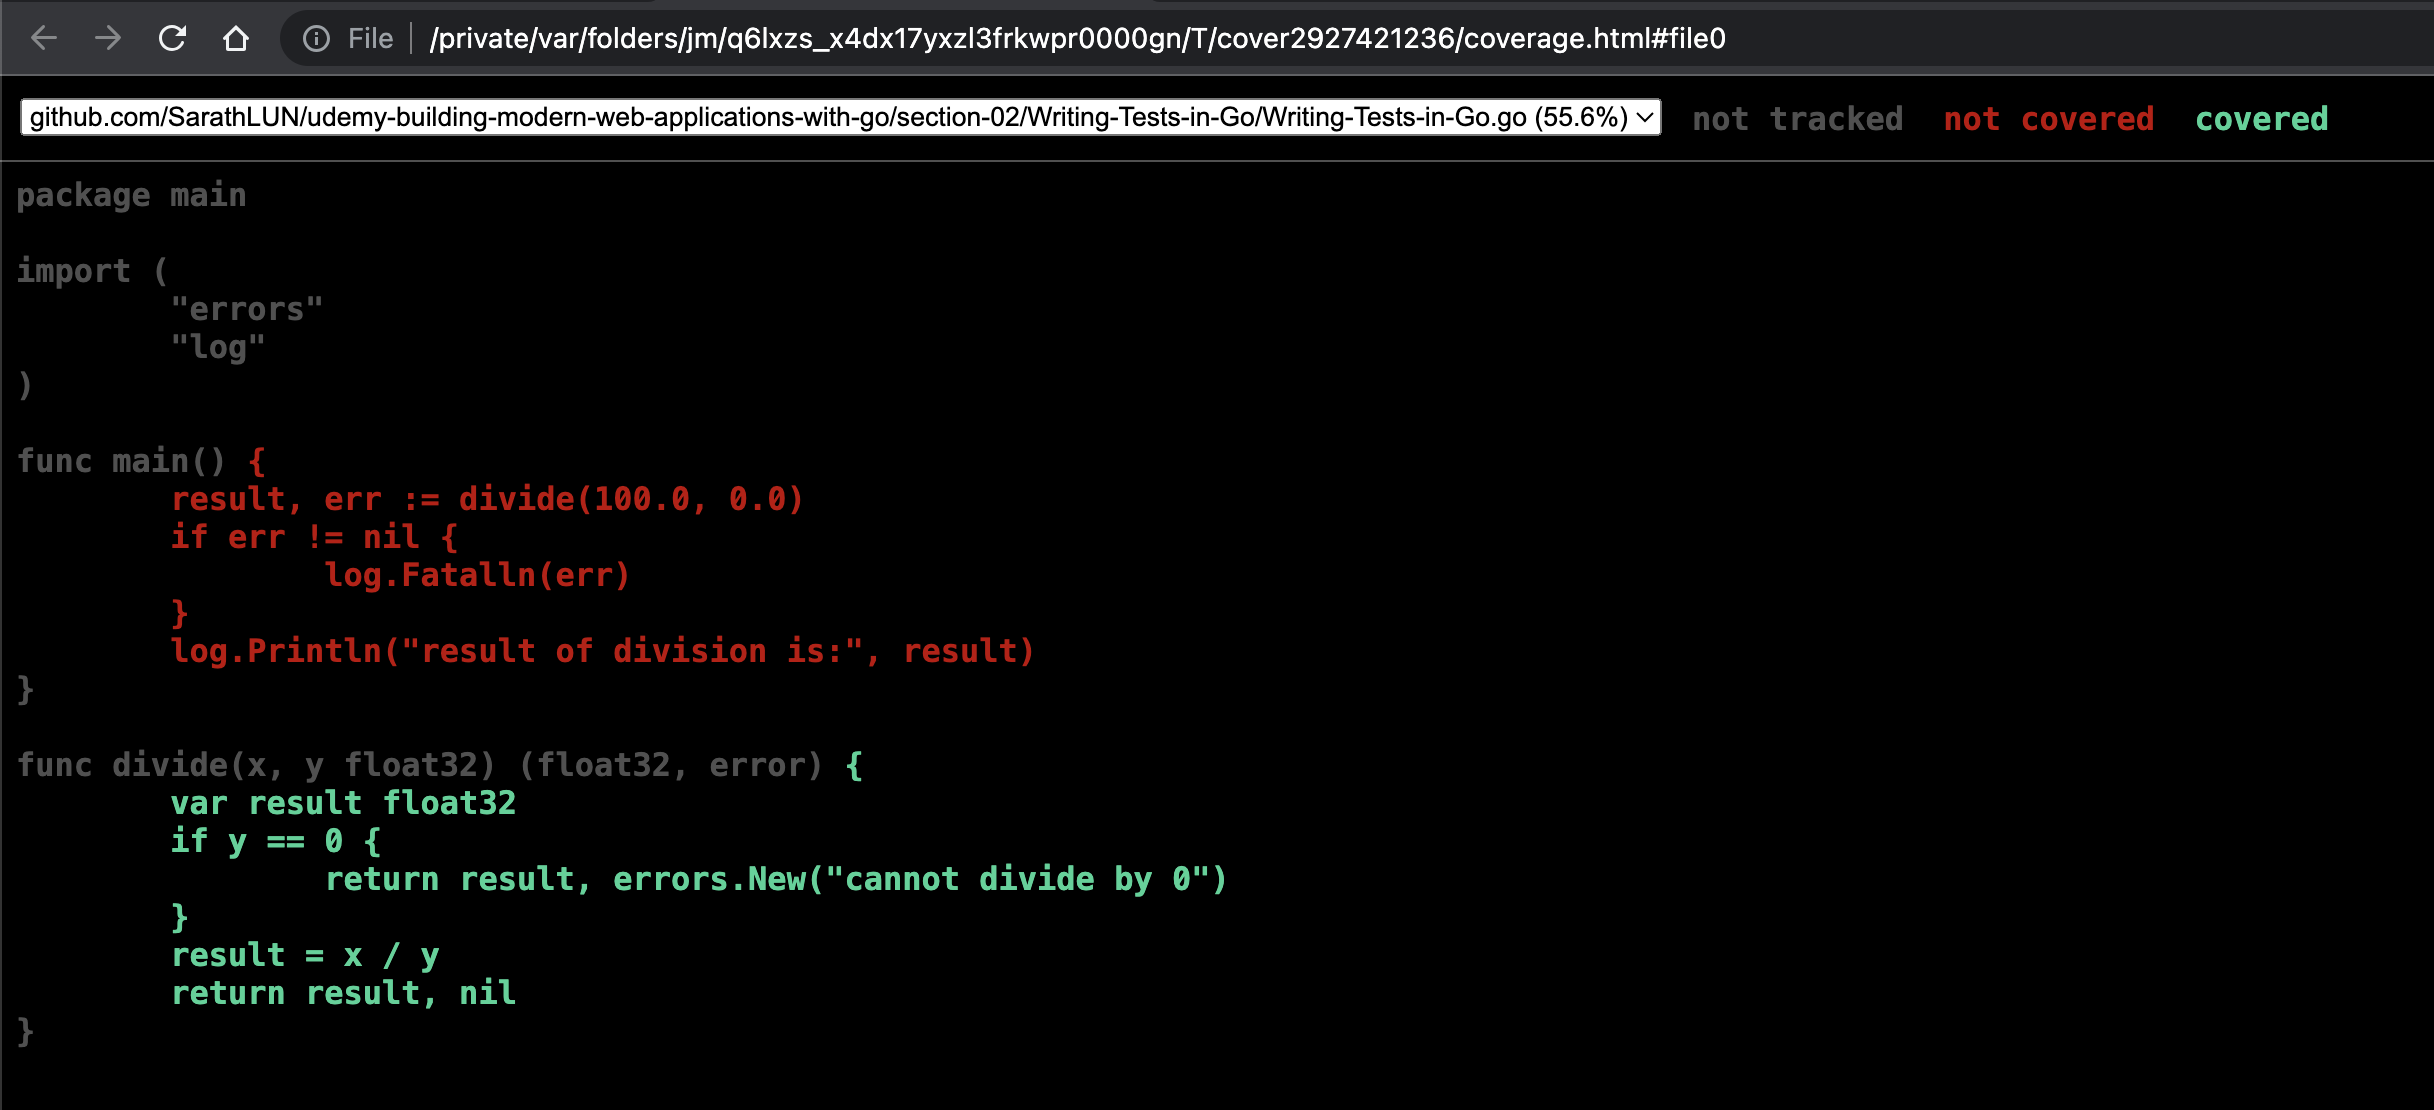 File /private/var/folders/jm/q6lxzs_x4dx17yxzl3frkwpr0000gn/T/cover2927421236/coverage.html#file0
github.com/SarathLUN/udemy-building-modern-web-applications-with-go/section-02/Writing-Tests-in-Go/Writing-Tests-in-Go.go (55.6%) not tracked not covered covered
package main
import (
"errors"
"log"
)
func main() {
result, err := divide(100.0, 0.0)
if err != nil {
log.Fatalln(err)
}
log.Println("result of division is:", result)
}
func divide(x, y float32) (float32, error) {
var result float32
if y == 0 {
return result, errors.New("cannot divide by 0")
}
result = x / y
return result, nil
}